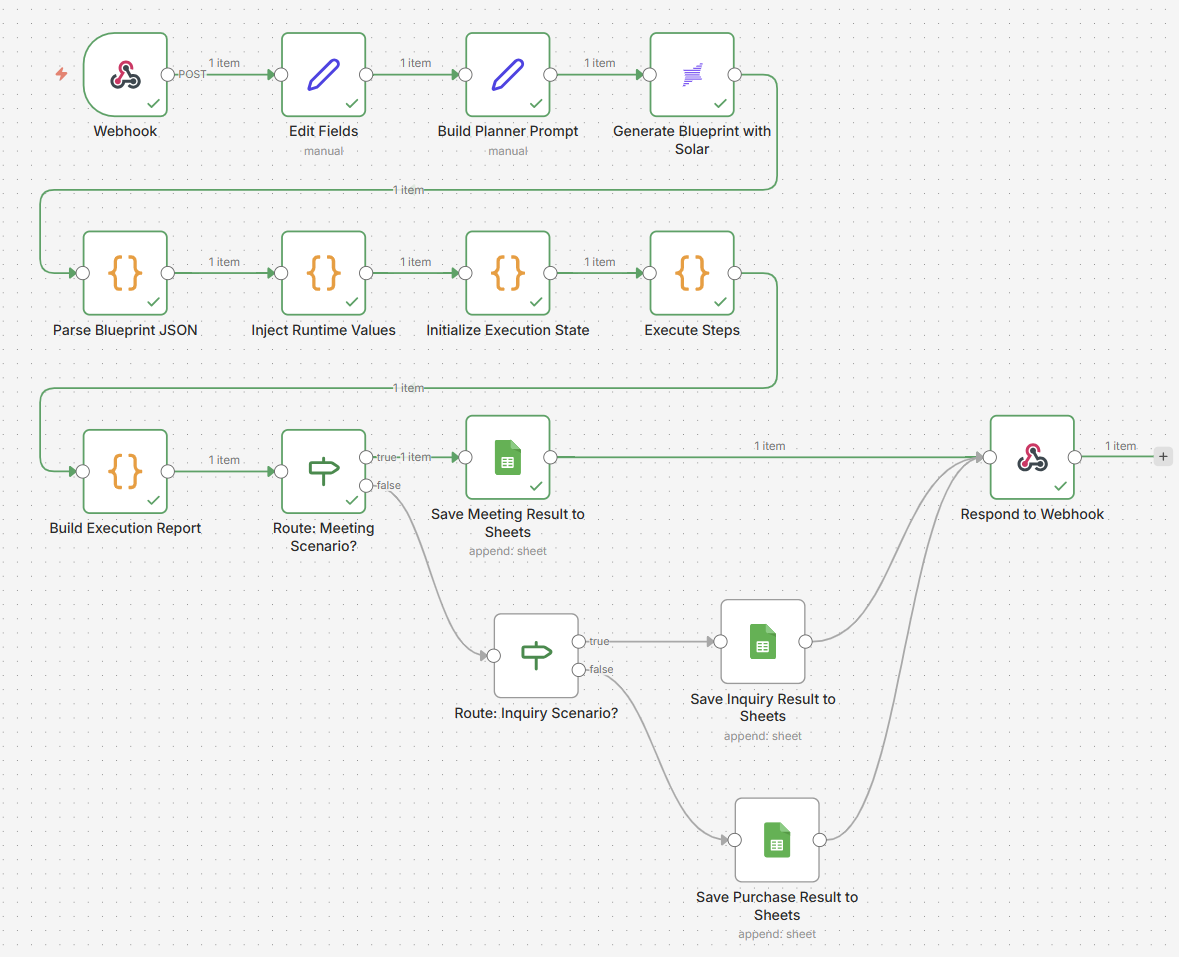 POST
1 item
1 item
1 item
Webhook
Edit Fields
manual
Build Planner Prompt
manual
Generate Blueprint with
Solar
1 item
1 item
1 item
1 item
Parse Blueprint JSON
Inject Runtime Values
Initialize Execution State
Execute Steps
1 item
1 item
true
1 item
false
1 item
1 item
Build Execution Report
Route: Meeting
Scenario?
Save Meeting Result to
Sheets
append: sheet
Respond to Webhook
true
false
Route: Inquiry Scenario?
Save Inquiry Result to
Sheets
append: sheet
Save Purchase Result to
Sheets
append: sheet